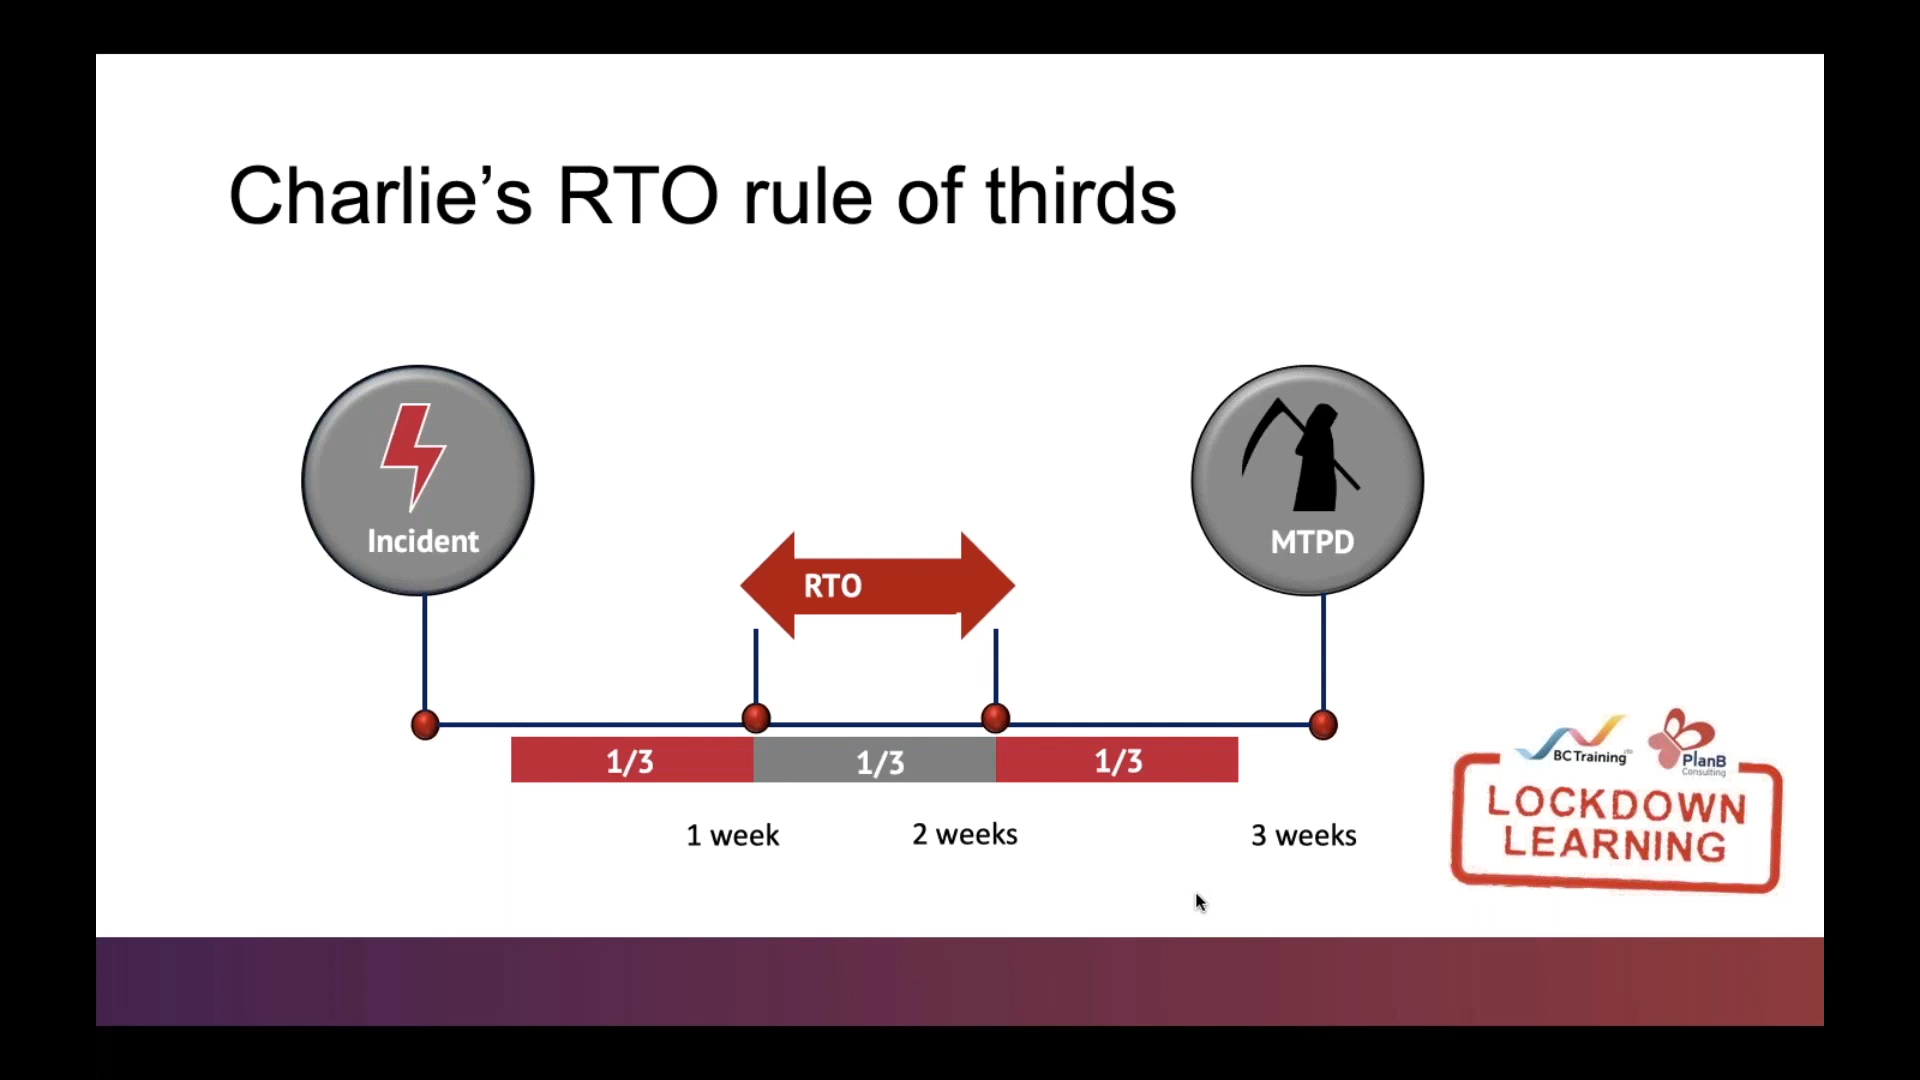 Charlie’s RTO rule of thirds
Incident
MTPD
RTO
1/3
1/3
1/3
1 week
2 weeks
3 weeks
BC Training LTD
PlanB
Consulting
LOCKDOWN
LEARNING